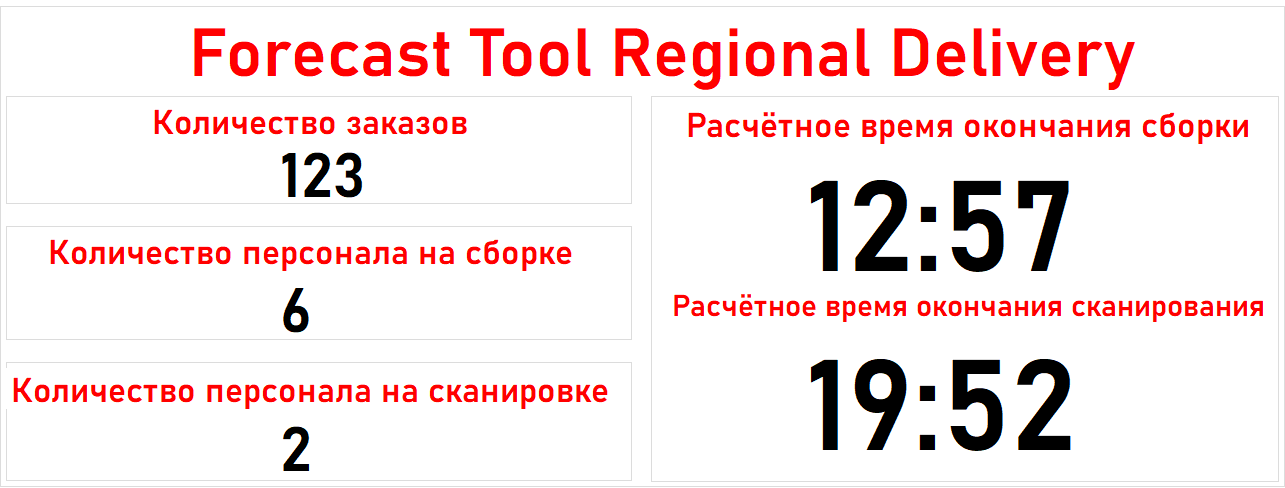 Forecast Tool Regional Delivery
Количество заказов
123
Количество персонала на сборке
6
Количество персонала на сканировке
2
Расчётное время окончания сборки
12:57
Расчётное время окончания сканирования
19:52